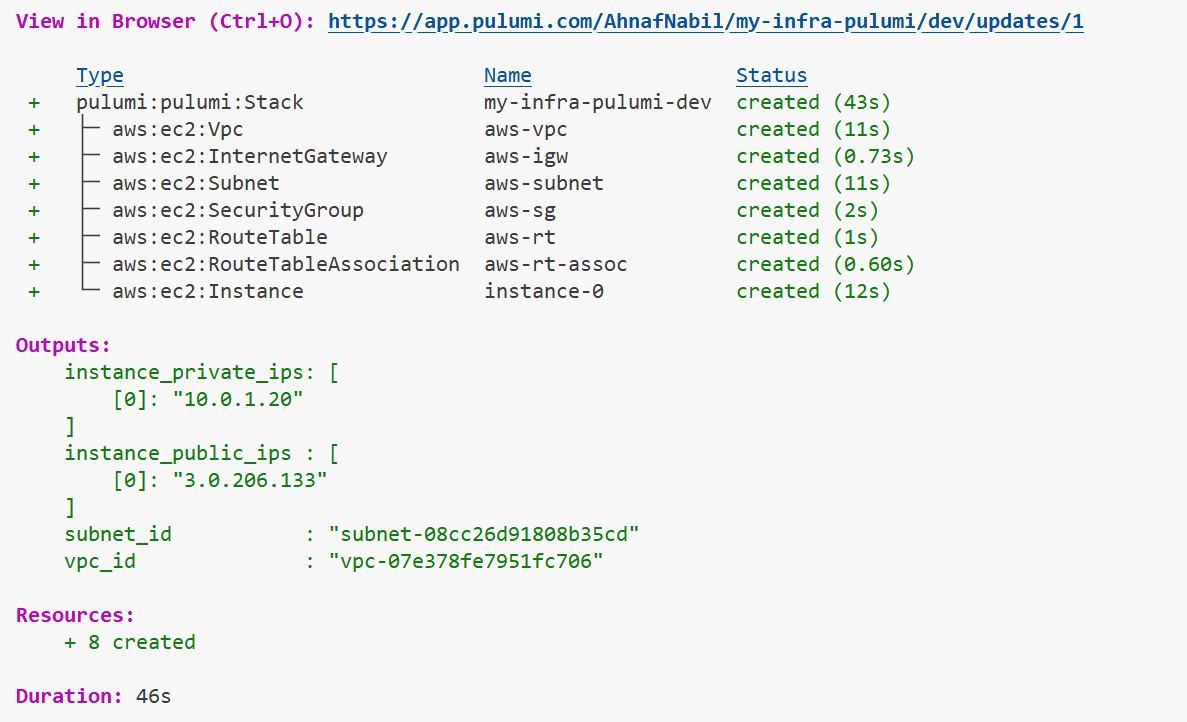 View in Browser (Ctrl+O): https://app.pulumi.com/AhnafNabil/my-infra-pulumi/dev/updates/1
Type Name Status
+ pulumi:pulumi:Stack my-infra-pulumi-dev created (43s)
+ ├─ aws:ec2:Vpc aws-vpc created (11s)
+ ├─ aws:ec2:InternetGateway aws-igw created (0.73s)
+ ├─ aws:ec2:Subnet aws-subnet created (11s)
+ ├─ aws:ec2:SecurityGroup aws-sg created (2s)
+ ├─ aws:ec2:RouteTable aws-rt created (1s)
+ ├─ aws:ec2:RouteTableAssociation aws-rt-assoc created (0.60s)
+ └─ aws:ec2:Instance instance-0 created (12s)
Outputs:
instance_private_ips: [
[0]: "10.0.1.20"
]
instance_public_ips : [
[0]: "3.0.206.133"
]
subnet_id : "subnet-08cc26d91808b35cd"
vpc_id : "vpc-07e378fe7951fc706"
Resources:
+ 8 created
Duration: 46s